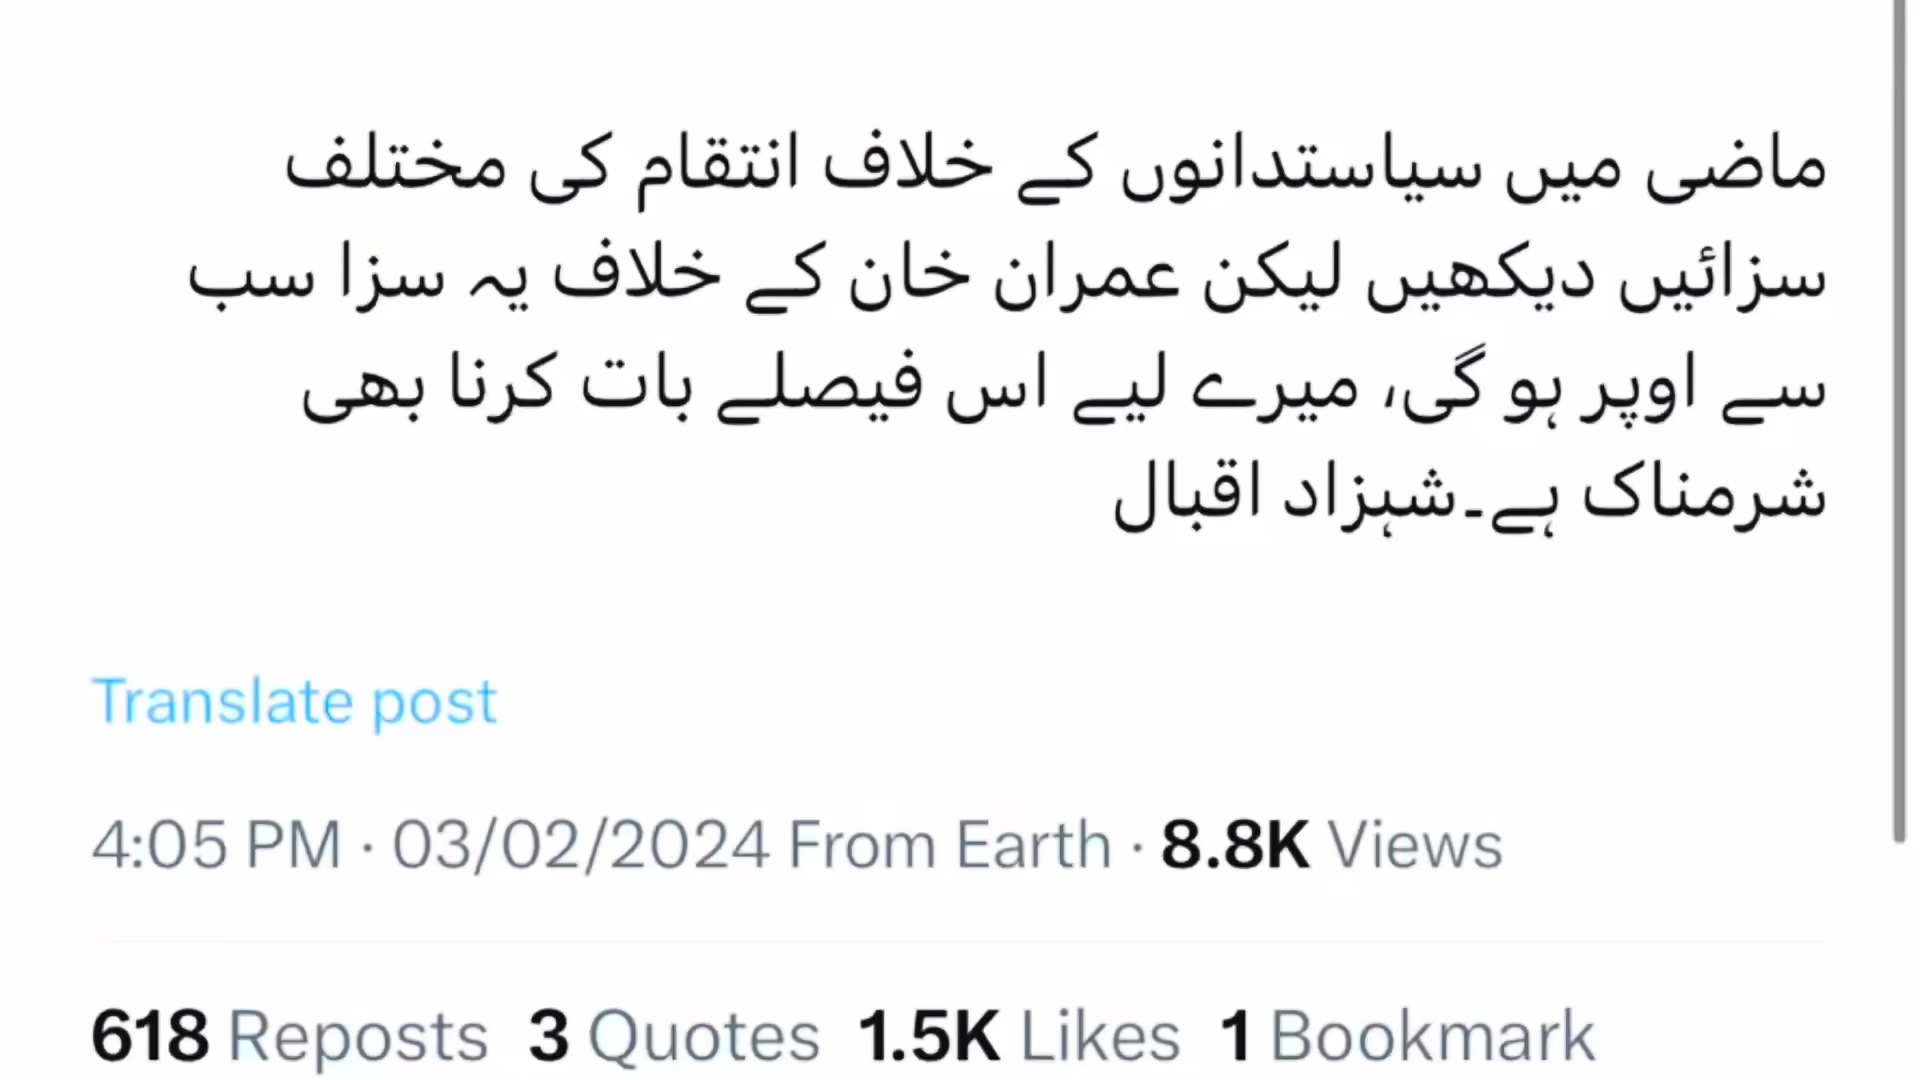 ماضی میں سیاستدانوں کے خلاف انتقام کی مختلف
سزائیں دیکھیں لیکن عمران خان کے خلاف یہ سزا سب
سے اوپر ہو گی، میرے لیے اس فیصلے بات کرنا بھی
شرمناک ہے۔شہزاد اقبال
Translate post
4:05 PM · 03/02/2024 From Earth · 8.8K Views
618 Reposts 3 Quotes 1.5K Likes 1 Bookmark